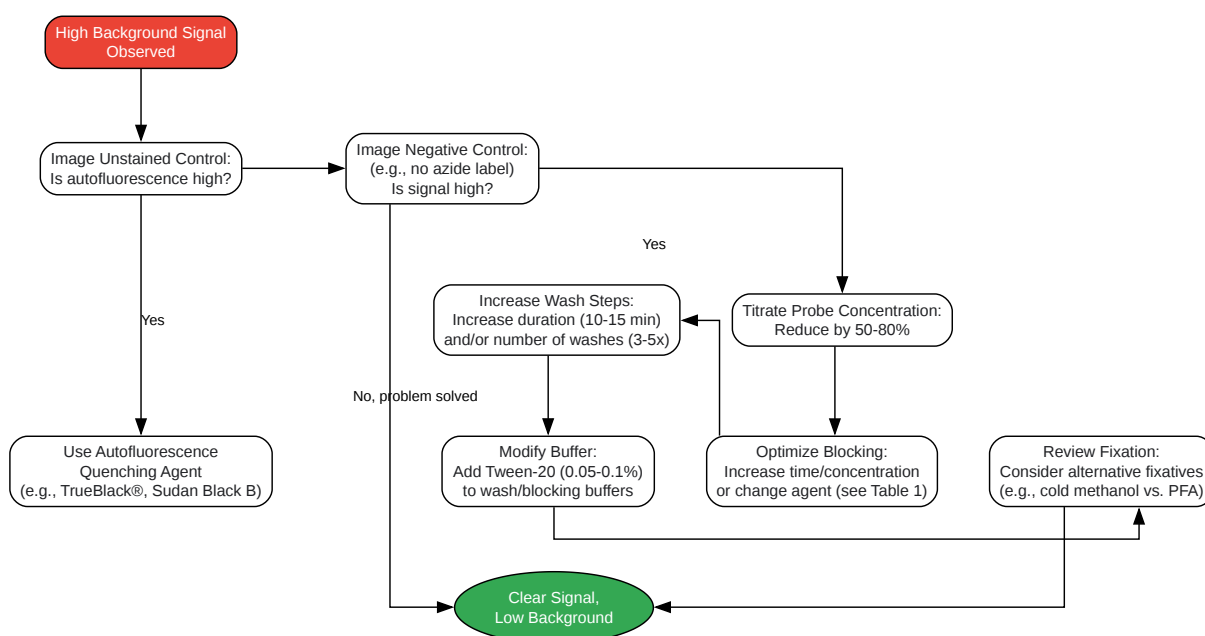 High Background Signal
Observed
Image Unstained Control:
Is autofluorescence high?
Image Negative Control:
(e.g., no azide label)
Is signal high?
Yes
Increase Wash Steps:
Increase duration (10-15 min)
and/or number of washes (3-5x)
Titrate Probe Concentration:
Reduce by 50-80%
Yes
No, problem solved
Use Autofluorescence
Quenching Agent
(e.g., TrueBlack®, Sudan Black B)
Modify Buffer:
Add Tween-20 (0.05-0.1%)
to wash/blocking buffers
Optimize Blocking:
Increase time/concentration
or change agent (see Table 1)
Review Fixation:
Consider alternative fixatives
(e.g., cold methanol vs. PFA)
Clear Signal,
Low Background